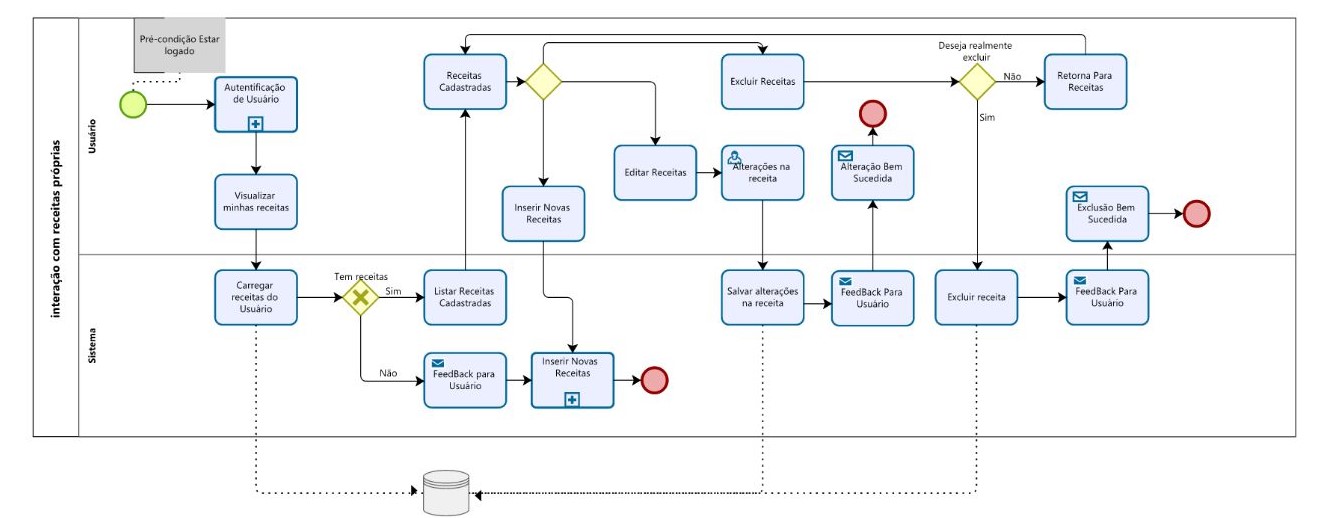 interação com receitas próprias
Usuário
Sistema
Pré-condição Estar
logado
Autentificação
de Usuário
Visualizar
minhas receitas
Carregar
receitas do
Usuário
Tem receitas
Sim
Não
Listar Receitas
Cadastradas
FeedBack para
Usuário
Inserir Novas
Receitas
Receitas
Cadastradas
Inserir Novas
Receitas
Editar Receitas
Alterações na
receita
Salvar alterações
na receita
FeedBack Para
Usuário
Alteração Bem
Sucedida
Excluir Receitas
Deseja realmente
excluir
Não
Sim
Retorna Para
Receitas
Excluir receita
FeedBack Para
Usuário
Exclusão Bem
Sucedida